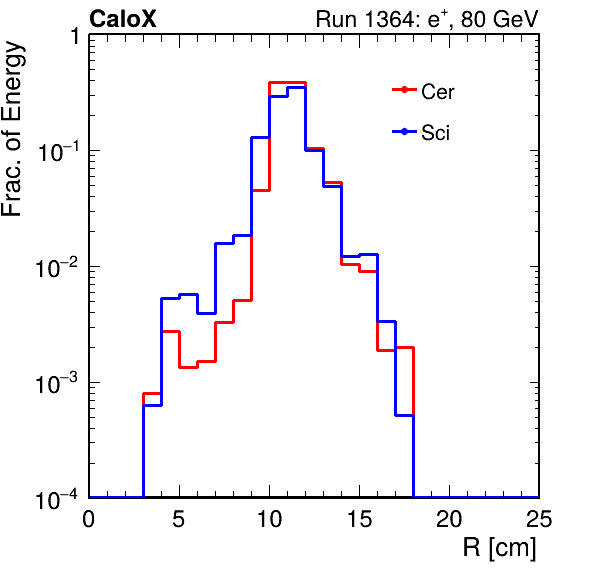 CaloX Run 1364: e⁺, 80 GeV
Frac. of Energy
1
10⁻¹
10⁻²
10⁻³
10⁻⁴
Cer
Sci
0 5 10 15 20 25
R [cm]